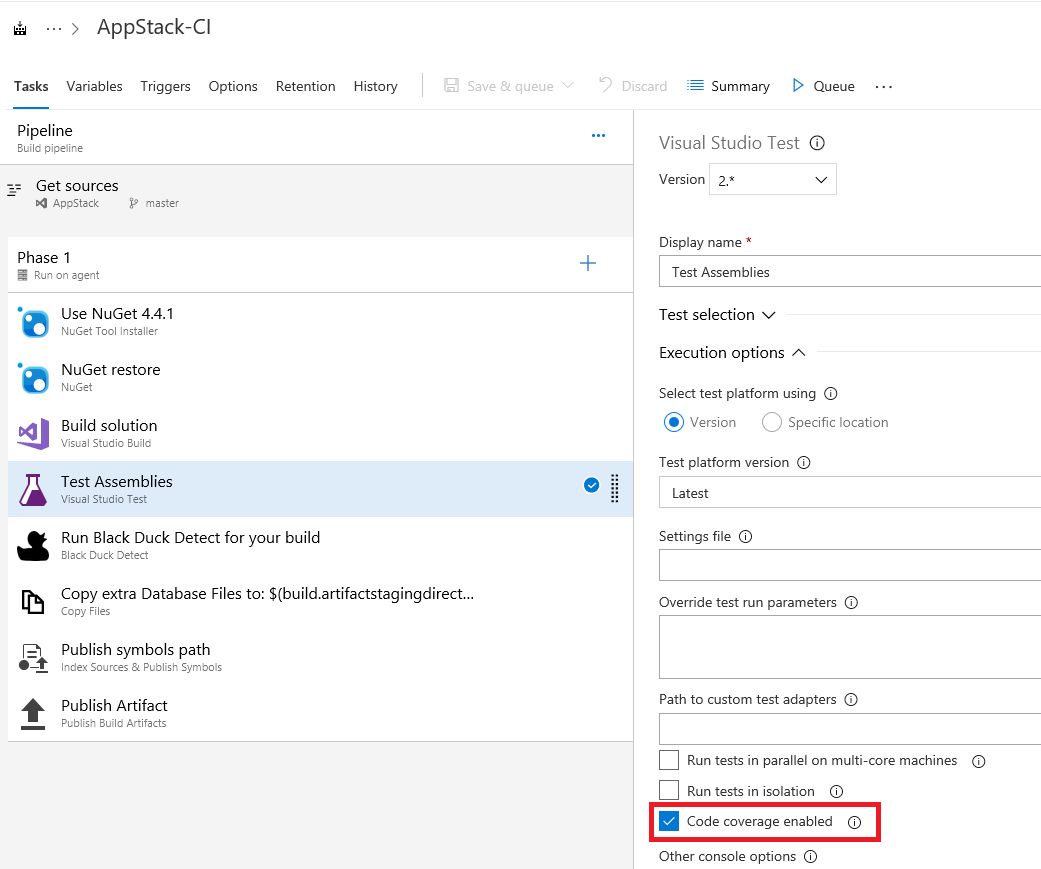 ··· > AppStack-CI
Tasks Variables Triggers Options Retention History Save & queue Discard Summary Queue ···
Pipeline
Build pipeline
Get sources
AppStack master
Phase 1
Run on agent
Use NuGet 4.4.1
NuGet Tool Installer
NuGet restore
NuGet
Build solution
Visual Studio Build
Test Assemblies
Visual Studio Test
Run Black Duck Detect for your build
Black Duck Detect
Copy extra Database Files to: $(build.artifactstagingdirect...
Copy Files
Publish symbols path
Index Sources & Publish Symbols
Publish Artifact
Publish Build Artifacts
Visual Studio Test
Version 2.*
Display name *
Test Assemblies
Test selection
Execution options
Select test platform using
Version Specific location
Test platform version
Latest
Settings file
Override test run parameters
Path to custom test adapters
Run tests in parallel on multi-core machines
Run tests in isolation
Code coverage enabled
Other console options